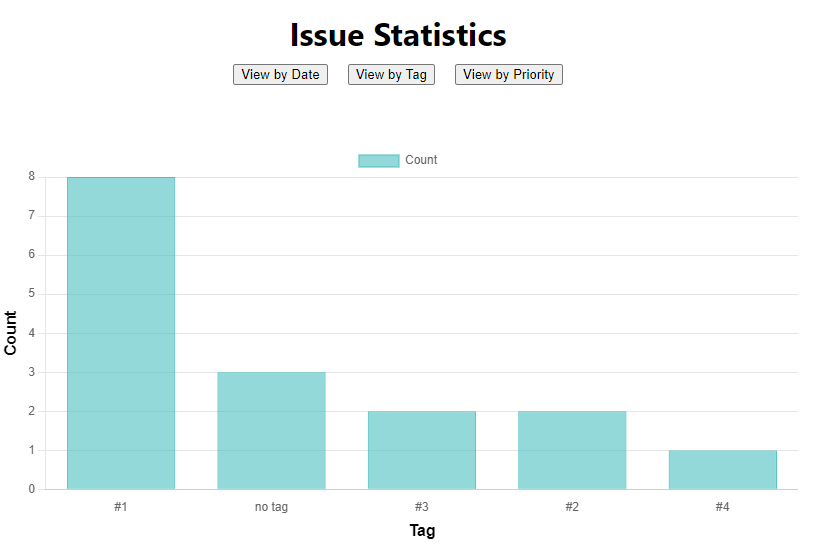 Issue Statistics
View by Date View by Tag View by Priority
Count
8
7
6
5
4
3
2
1
0
Count
#1 no tag #3 #2 #4
Tag